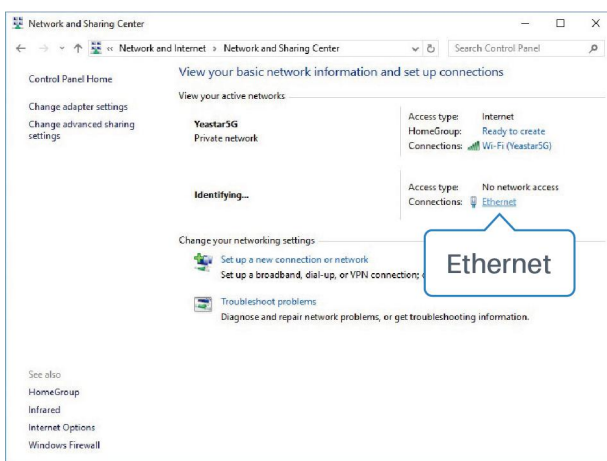 Network and Sharing Center
« Network and Internet > Network and Sharing Center
Search Control Panel
Control Panel Home
Change adapter settings
Change advanced sharing
settings
View your basic network information and set up connections
View your active networks
Yeastar5G
Private network
Access type: Internet
HomeGroup: Ready to create
Connections: Wi-Fi (Yeastar5G)
Identifying...
Access type: No network access
Connections: Ethernet
Ethernet
Change your networking settings
Set up a new connection or network
Set up a broadband, dial-up, or VPN connection;
Troubleshoot problems
Diagnose and repair network problems, or get troubleshooting information.
See also
HomeGroup
Infrared
Internet Options
Windows Firewall